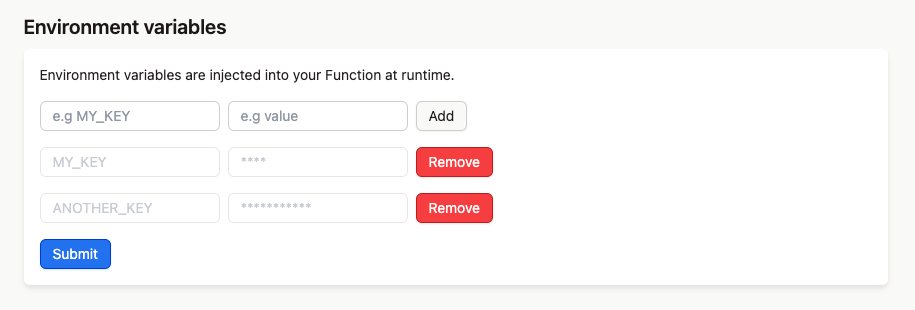 Environment variables
Environment variables are injected into your Function at runtime.
e.g MY_KEY e.g value Add
MY_KEY **** Remove
ANOTHER_KEY *********** Remove
Submit